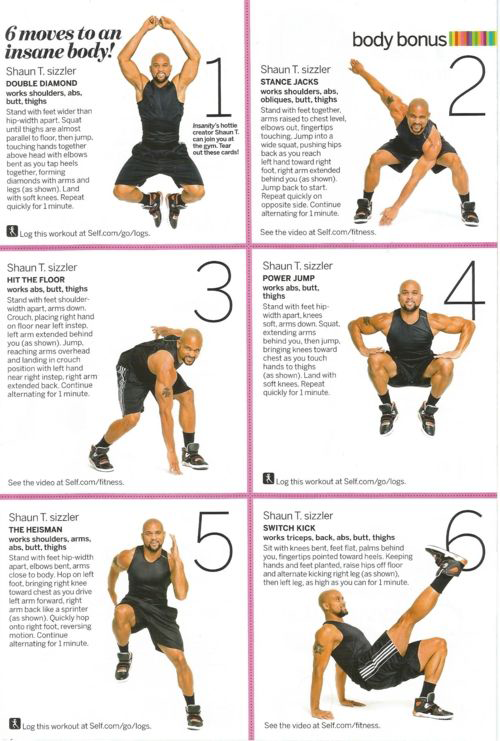 6 moves to an
insane body!
body bonus
Shaun T. sizzler
DOUBLE DIAMOND
works shoulders, abs,
butt, thighs
Stand with feet wider than
hip-width apart. Squat
until thighs are almost
parallel to floor, then jump,
touching hands together
above head with elbows
bent as you tap heels
together, forming
diamonds with arms and
legs (as shown). Land
with soft knees. Repeat
quickly for 1 minute.
1
Insanity's hottie
creator Shaun T.
can join you at
the gym. Tear
out these cards!
Log this workout at Self.com/go/logs.
Shaun T. sizzler
STANCE JACKS
works shoulders, abs,
obliques, butt, thighs
Stand with feet together,
arms raised to chest level,
elbows out, fingertips
touching. Jump into a
wide squat, pushing hips
back as you reach
left hand toward right
foot, right arm extended
behind you (as shown).
Jump back to start.
Repeat quickly on
opposite side. Continue
alternating for 1 minute.
2
See the video at Self.com/fitness.
Shaun T. sizzler
HIT THE FLOOR
works abs, butt, thighs
Stand with feet shoulder-
width apart, arms down.
Crouch, placing right hand
on floor near left instep,
left arm extended behind
you (as shown). Jump,
reaching arms overhead
and landing in crouch
position with left hand
near right instep, right arm
extended back. Continue
alternating for 1 minute.
3
See the video at Self.com/fitness.
Shaun T. sizzler
POWER JUMP
works abs, butt,
thighs
Stand with feet hip-
width apart, knees
soft, arms down. Squat,
extending arms
behind you, then jump,
bringing knees toward
chest as you touch
hands to thighs
(as shown). Land with
soft knees. Repeat
quickly for 1 minute.
4
Log this workout at Self.com/go/logs.
Shaun T. sizzler
THE HEISMAN
works shoulders, arms,
abs, butt, thighs
Stand with feet hip-width
apart, elbows bent, arms
close to body. Hop on left
foot, bringing right knee
toward chest as you drive
left arm forward, right
arm back like a sprinter
(as shown). Quickly hop
onto right foot, reversing
motion. Continue
alternating for 1 minute.
5
Log this workout at Self.com/go/logs.
Shaun T. sizzler
SWITCH KICK
works triceps, back, abs, butt, thighs
Sit with knees bent, feet flat, palms behind
you, fingertips pointed toward heels. Keeping
hands and feet planted, raise hips off floor
and alternate kicking right leg (as shown),
then left leg, as high as you can for 1 minute.
6
See the video at Self.com/fitness.